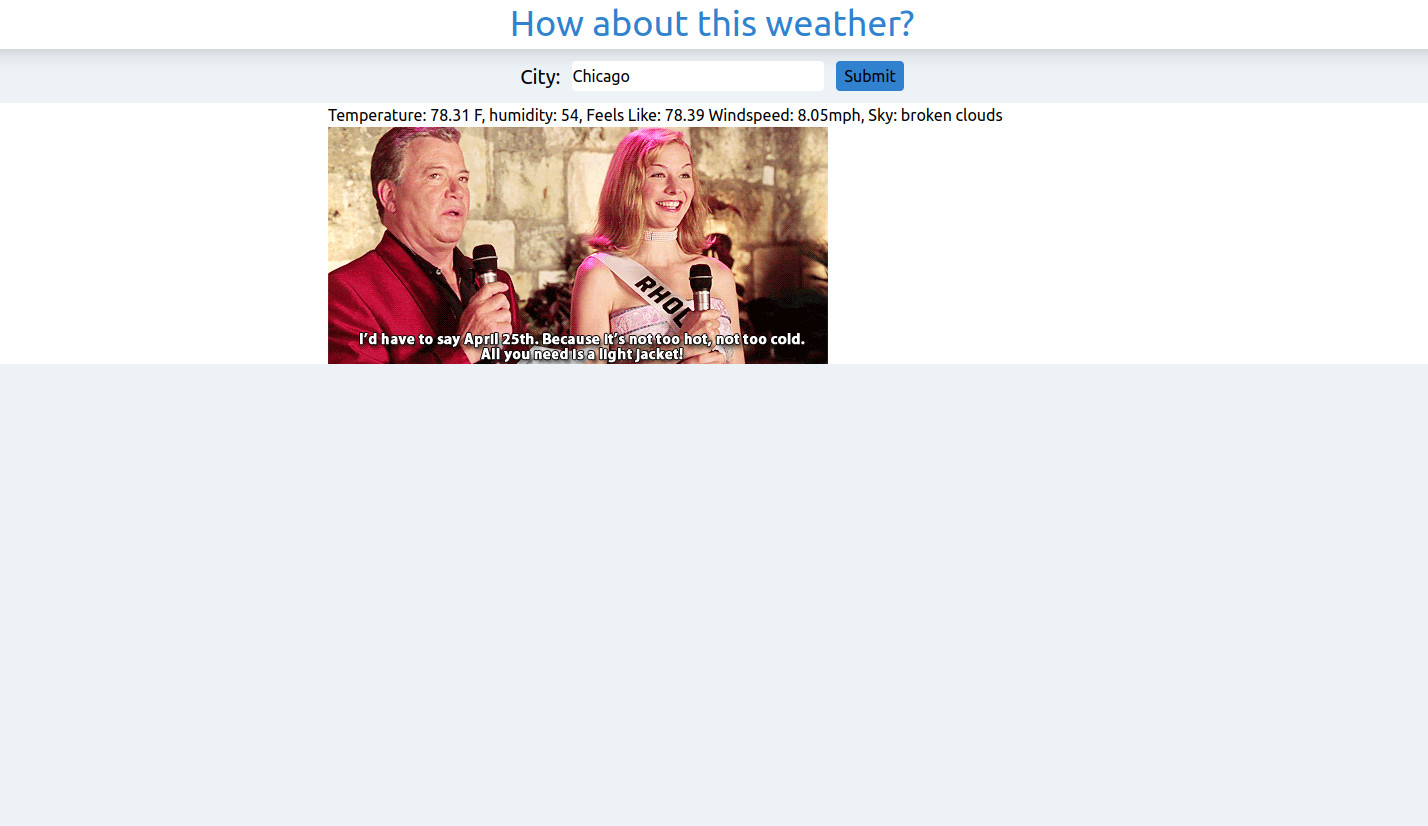 How about this weather?
City: Chicago Submit
Temperature: 78.31 F, humidity: 54, Feels Like: 78.39 Windspeed: 8.05mph, Sky: broken clouds
RHOD
I'd have to say April 25th. Because it's not too hot, not too cold.
All you need is a light jacket!